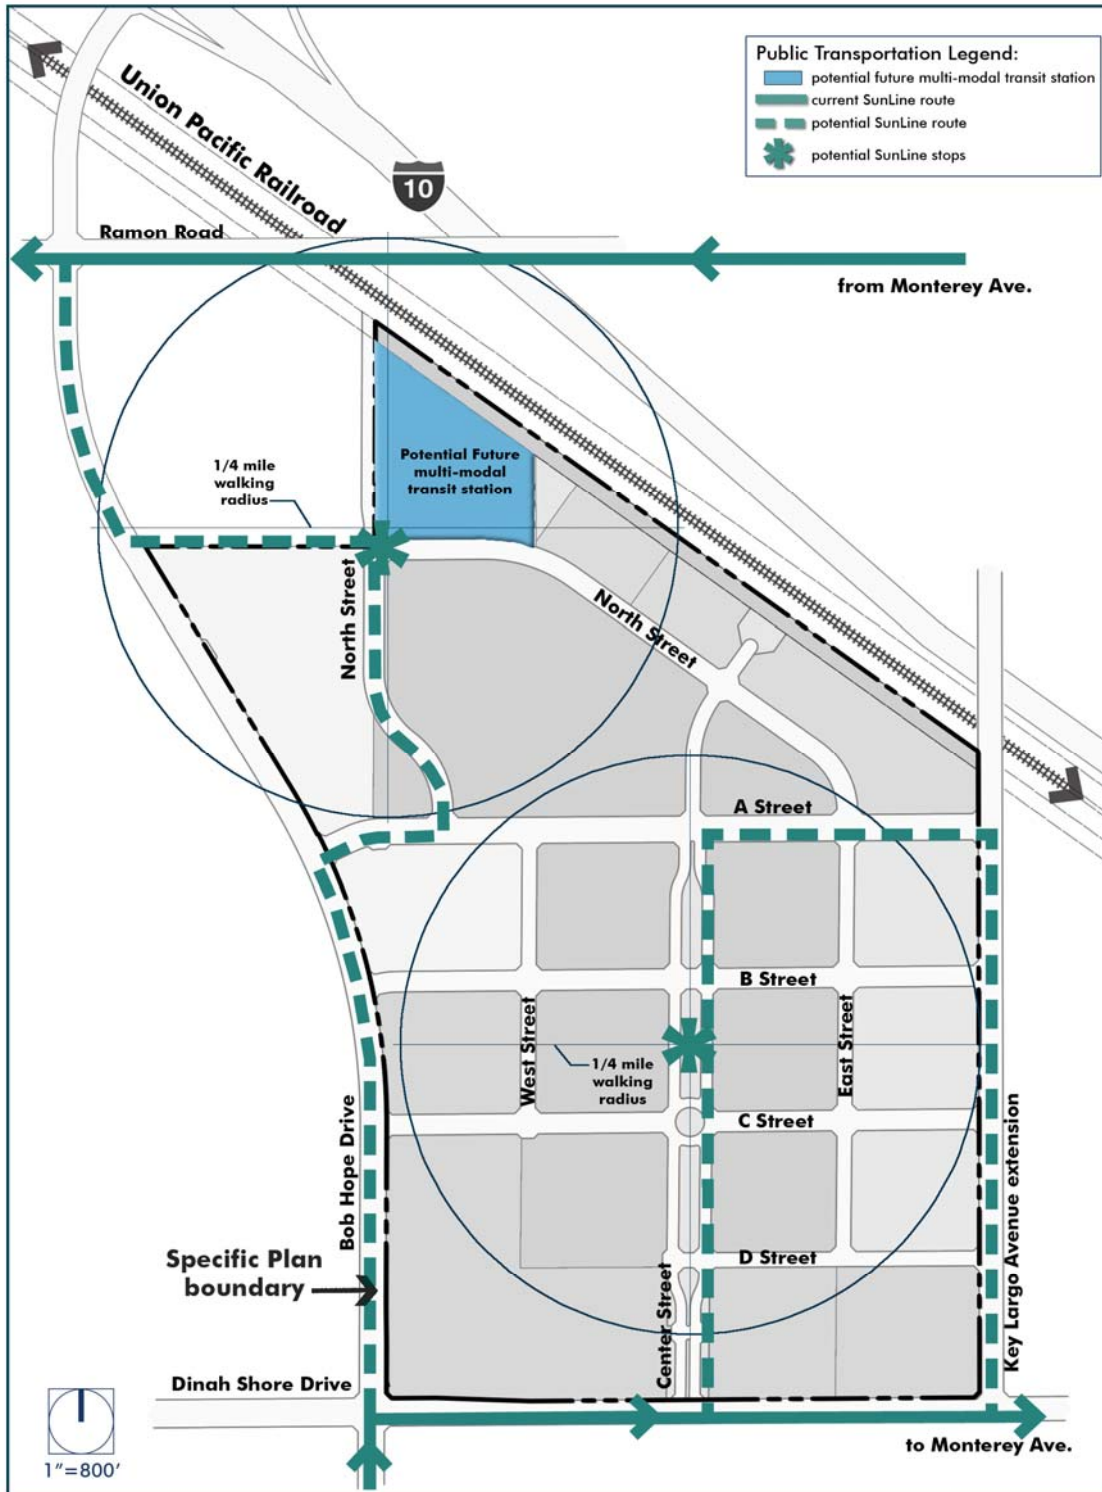 Public Transportation Legend:
potential future multi-modal transit station
current SunLine route
potential SunLine route
potential SunLine stops
Union Pacific Railroad
10
Ramon Road
from Monterey Ave.
Potential Future
multi-modal
transit station
1/4 mile
walking
radius
North Street
North Street
A Street
B Street
West Street
East Street
1/4 mile
walking
radius
C Street
Bob Hope Drive
Key Largo Avenue extension
Specific Plan
boundary
D Street
Center Street
Dinah Shore Drive
to Monterey Ave.
1"=800'